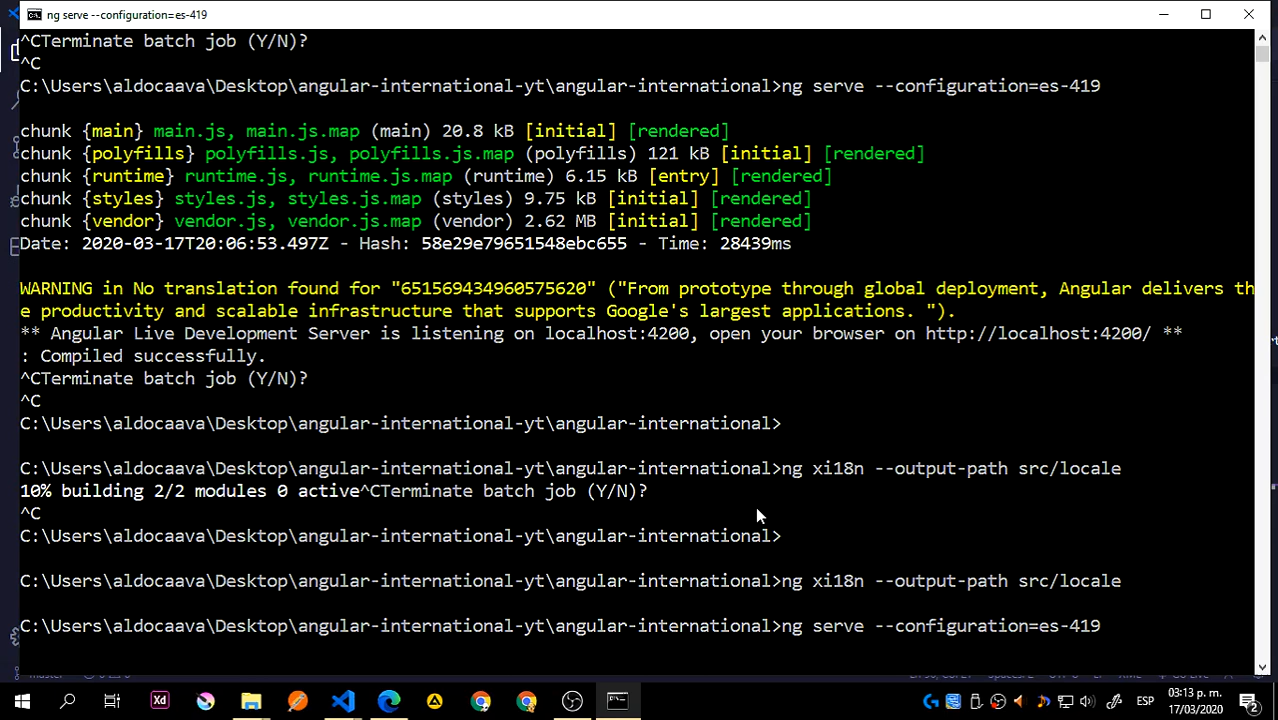 ng serve --configuration=es-419
^CTerminate batch job (Y/N)?
^C
C:\Users\aldocaava\Desktop\angular-international-yt\angular-international>ng serve --configuration=es-419
chunk {main} main.js, main.js.map (main) 20.8 kB [initial] [rendered]
chunk {polyfills} polyfills.js, polyfills.js.map (polyfills) 121 kB [initial] [rendered]
chunk {runtime} runtime.js, runtime.js.map (runtime) 6.15 kB [entry] [rendered]
chunk {styles} styles.js, styles.js.map (styles) 9.75 kB [initial] [rendered]
chunk {vendor} vendor.js, vendor.js.map (vendor) 2.62 MB [initial] [rendered]
Date: 2020-03-17T20:06:53.497Z - Hash: 58e29e79651548ebc655 - Time: 28439ms
WARNING in No translation found for "651569434960575620" ("From prototype through global deployment, Angular delivers th
e productivity and scalable infrastructure that supports Google's largest applications. ").
** Angular Live Development Server is listening on localhost:4200, open your browser on http://localhost:4200/ **
: Compiled successfully.
^CTerminate batch job (Y/N)?
^C
C:\Users\aldocaava\Desktop\angular-international-yt\angular-international>
C:\Users\aldocaava\Desktop\angular-international-yt\angular-international>ng xi18n --output-path src/locale
10% building 2/2 modules 0 active^CTerminate batch job (Y/N)?
^C
C:\Users\aldocaava\Desktop\angular-international-yt\angular-international>
C:\Users\aldocaava\Desktop\angular-international-yt\angular-international>ng xi18n --output-path src/locale
C:\Users\aldocaava\Desktop\angular-international-yt\angular-international>ng serve --configuration=es-419
Xd
ESP
03:13 p. m.
17/03/2020
2